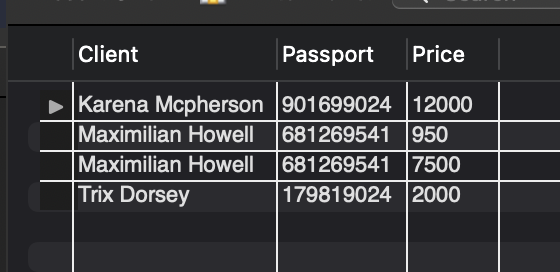 Client Passport Price
Karena Mcpherson 901699024 12000
Maximilian Howell 681269541 950
Maximilian Howell 681269541 7500
Trix Dorsey 179819024 2000